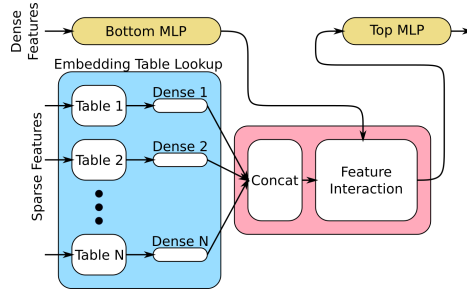 Dense
Features
Bottom MLP
Top MLP
Embedding Table Lookup
Sparse Features
Table 1
Dense 1
Table 2
Dense 2
Table N
Dense N
Concat
Feature
Interaction